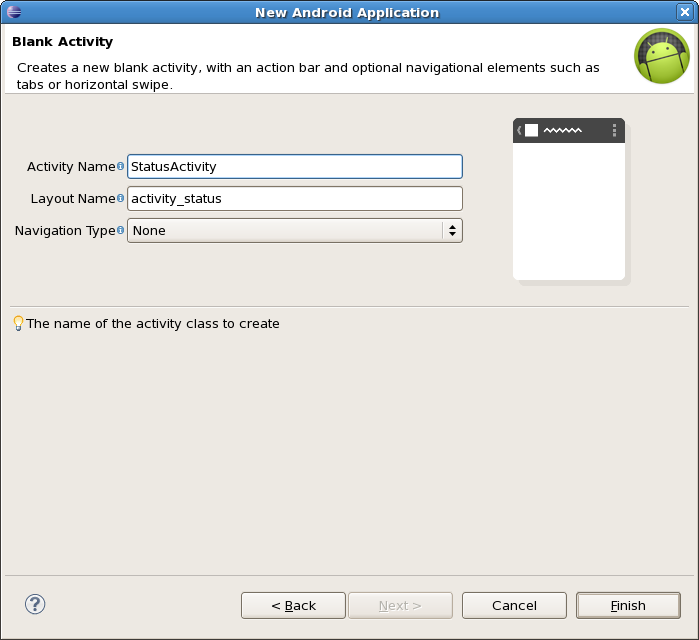 New Android Application
Blank Activity
Creates a new blank activity, with an action bar and optional navigational elements such as
tabs or horizontal swipe.
Activity Name StatusActivity
Layout Name activity_status
Navigation Type None
The name of the activity class to create
? < Back Next > Cancel Finish